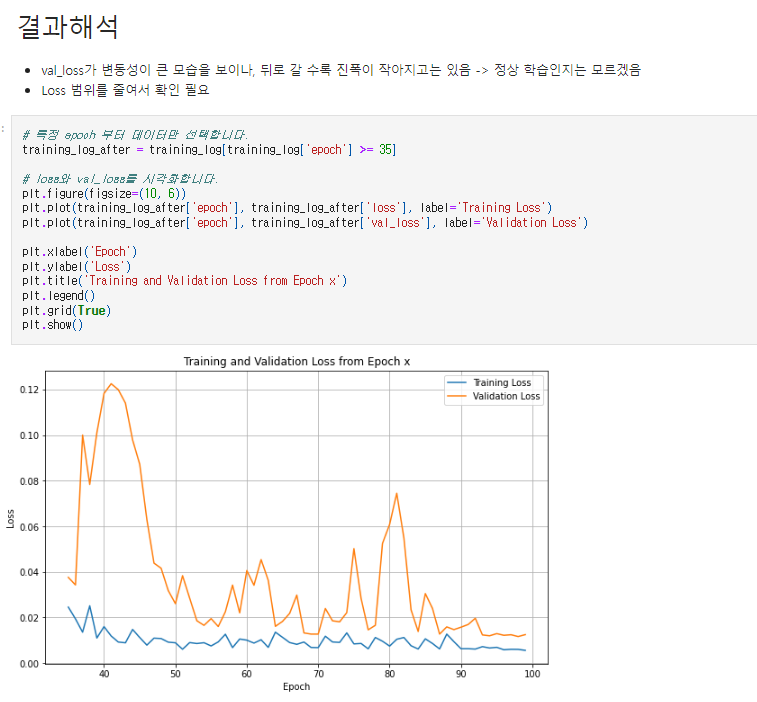 결과해석
val_loss가 변동성이 큰 모습을 보이나, 뒤로 갈 수록 진폭이 작아지고는 있음 -> 정상 학습인지는 모르겠음
Loss 범위를 줄여서 확인 필요
:
# 특정 epoch 부터 데이터만 선택합니다.
training_log_after = training_log[training_log['epoch'] >= 35]
# loss와 val_loss를 시각화합니다.
plt.figure(figsize=(10, 6))
plt.plot(training_log_after['epoch'], training_log_after['loss'], label='Training Loss')
plt.plot(training_log_after['epoch'], training_log_after['val_loss'], label='Validation Loss')
plt.xlabel('Epoch')
plt.ylabel('Loss')
plt.title('Training and Validation Loss from Epoch x')
plt.legend()
plt.grid(True)
plt.show()
Training and Validation Loss from Epoch x
Training Loss
Validation Loss
0.12
0.10
0.08
0.06
0.04
0.02
0.00
Loss
40 50 60 70 80 90 100
Epoch